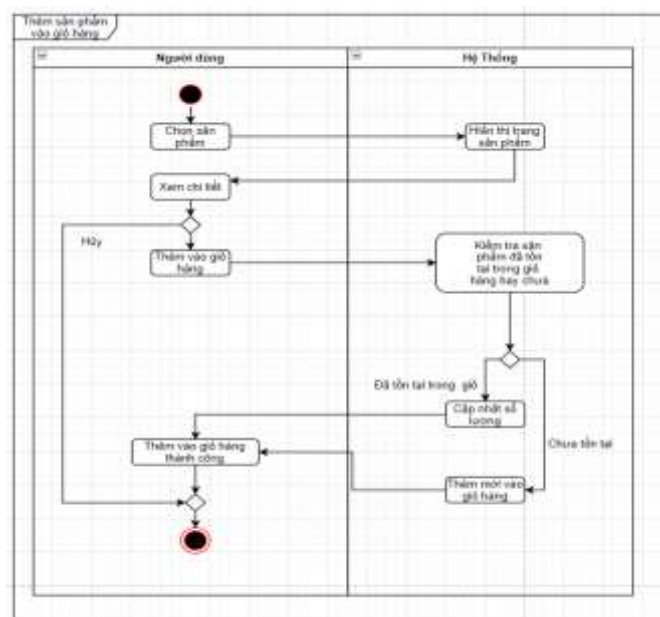 Thêm sản phẩm
vào giỏ hàng
Người dùng
Hệ Thống
Chọn sản
phẩm
Hiển thị trang
sản phẩm
Xem chi tiết
Hủy
Thêm vào giỏ
hàng
Kiểm tra sản
phẩm đã tồn
tại trong giỏ
hàng hay chưa
Đã tồn tại trong giỏ
Cập nhật số
lượng
Chưa tồn tại
Thêm vào giỏ hàng
thành công
Thêm mới vào
giỏ hàng